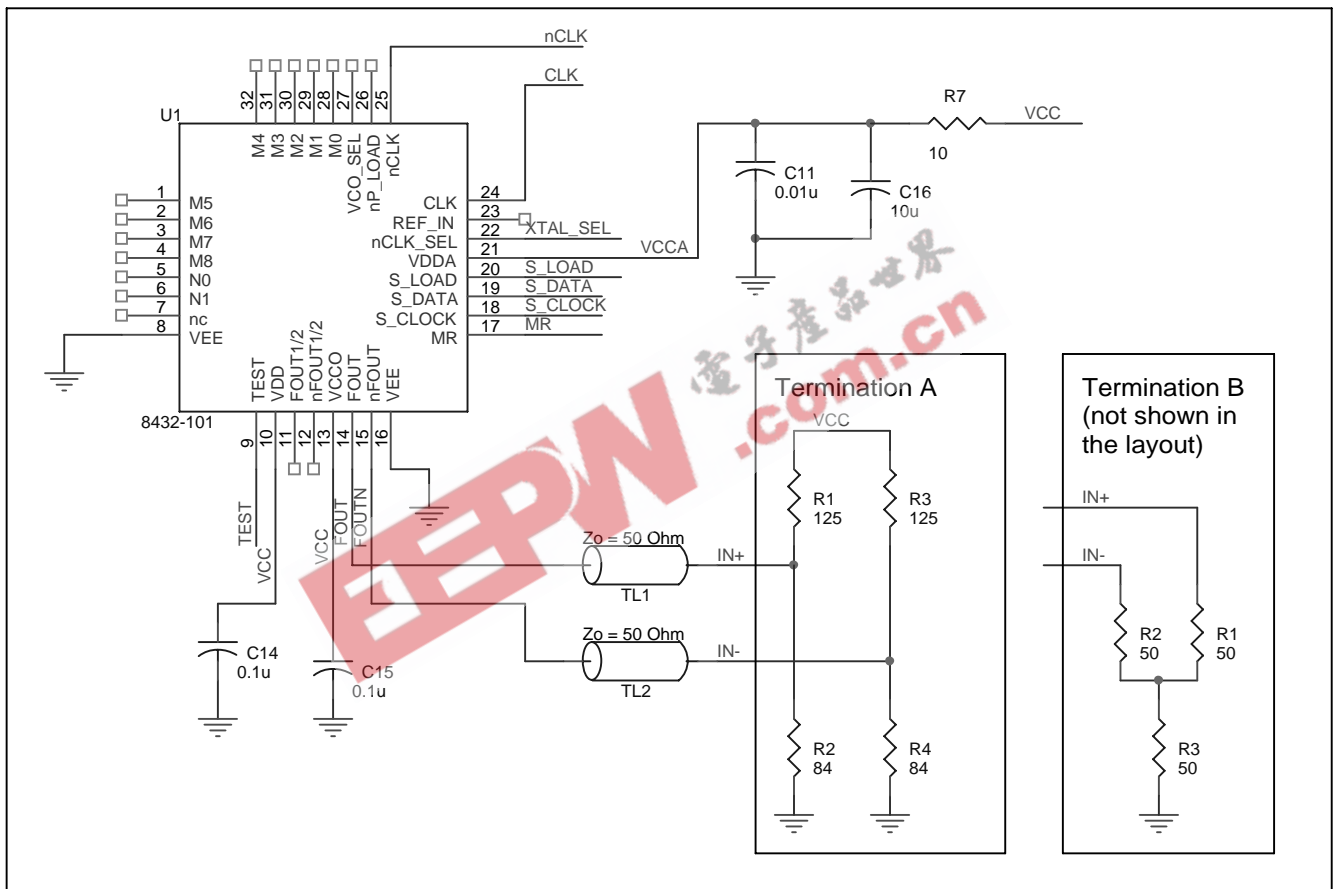 nCLK
CLK
U1
32
31
30
29
28
27
26
25
M4
M3
M2
M1
M0
VCO_SEL
nP_LOAD
nCLK
1
M5
2
M6
3
M7
4
M8
5
N0
6
N1
7
nc
8
VEE
24
CLK
23
REF_IN
22
nCLK_SEL
XTAL_SEL
21
VDDA
VCCA
20
S_LOAD
S_LOAD
19
S_DATA
S_DATA
18
S_CLOCK
S_CLOCK
17
MR
MR
TEST
VDD
FOUT1/2
nFOUT1/2
VCCO
FOUT
nFOUT
VEE
8432-101
9
10
11
12
13
14
15
16
TEST
VCC
VCC
FOUT
FOUTN
C14
0.1u
C15
0.1u
R7
10
VCC
C11
0.01u
C16
10u
Zo = 50 Ohm
TL1
IN+
Zo = 50 Ohm
TL2
IN-
Termination A
VCC
R1
125
R3
125
R2
84
R4
84
Termination B
(not shown in
the layout)
IN+
IN-
R2
50
R1
50
R3
50
EEPW
.com.cn
電子產品世界